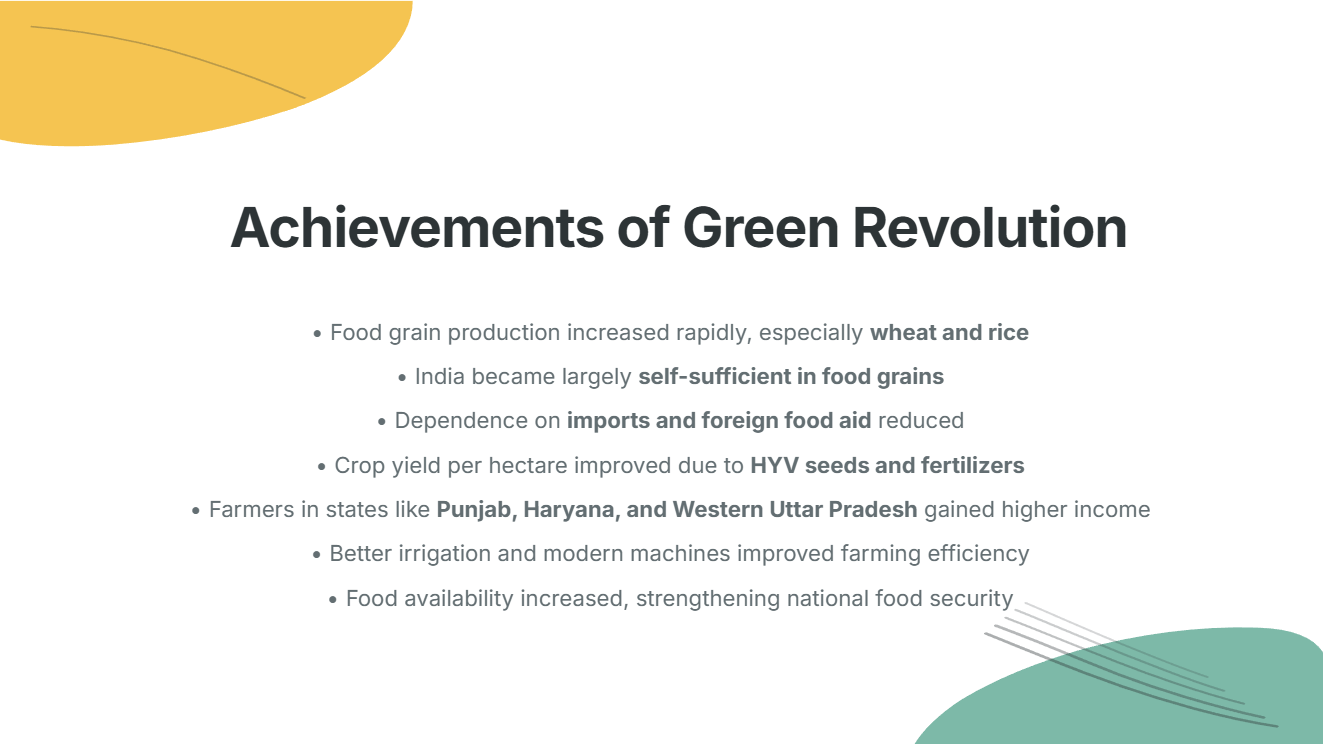 Achievements of Green Revolution
• Food grain production increased rapidly, especially wheat and rice
• India became largely self-sufficient in food grains
• Dependence on imports and foreign food aid reduced
• Crop yield per hectare improved due to HYV seeds and fertilizers
• Farmers in states like Punjab, Haryana, and Western Uttar Pradesh gained higher income
• Better irrigation and modern machines improved farming efficiency
• Food availability increased, strengthening national food security